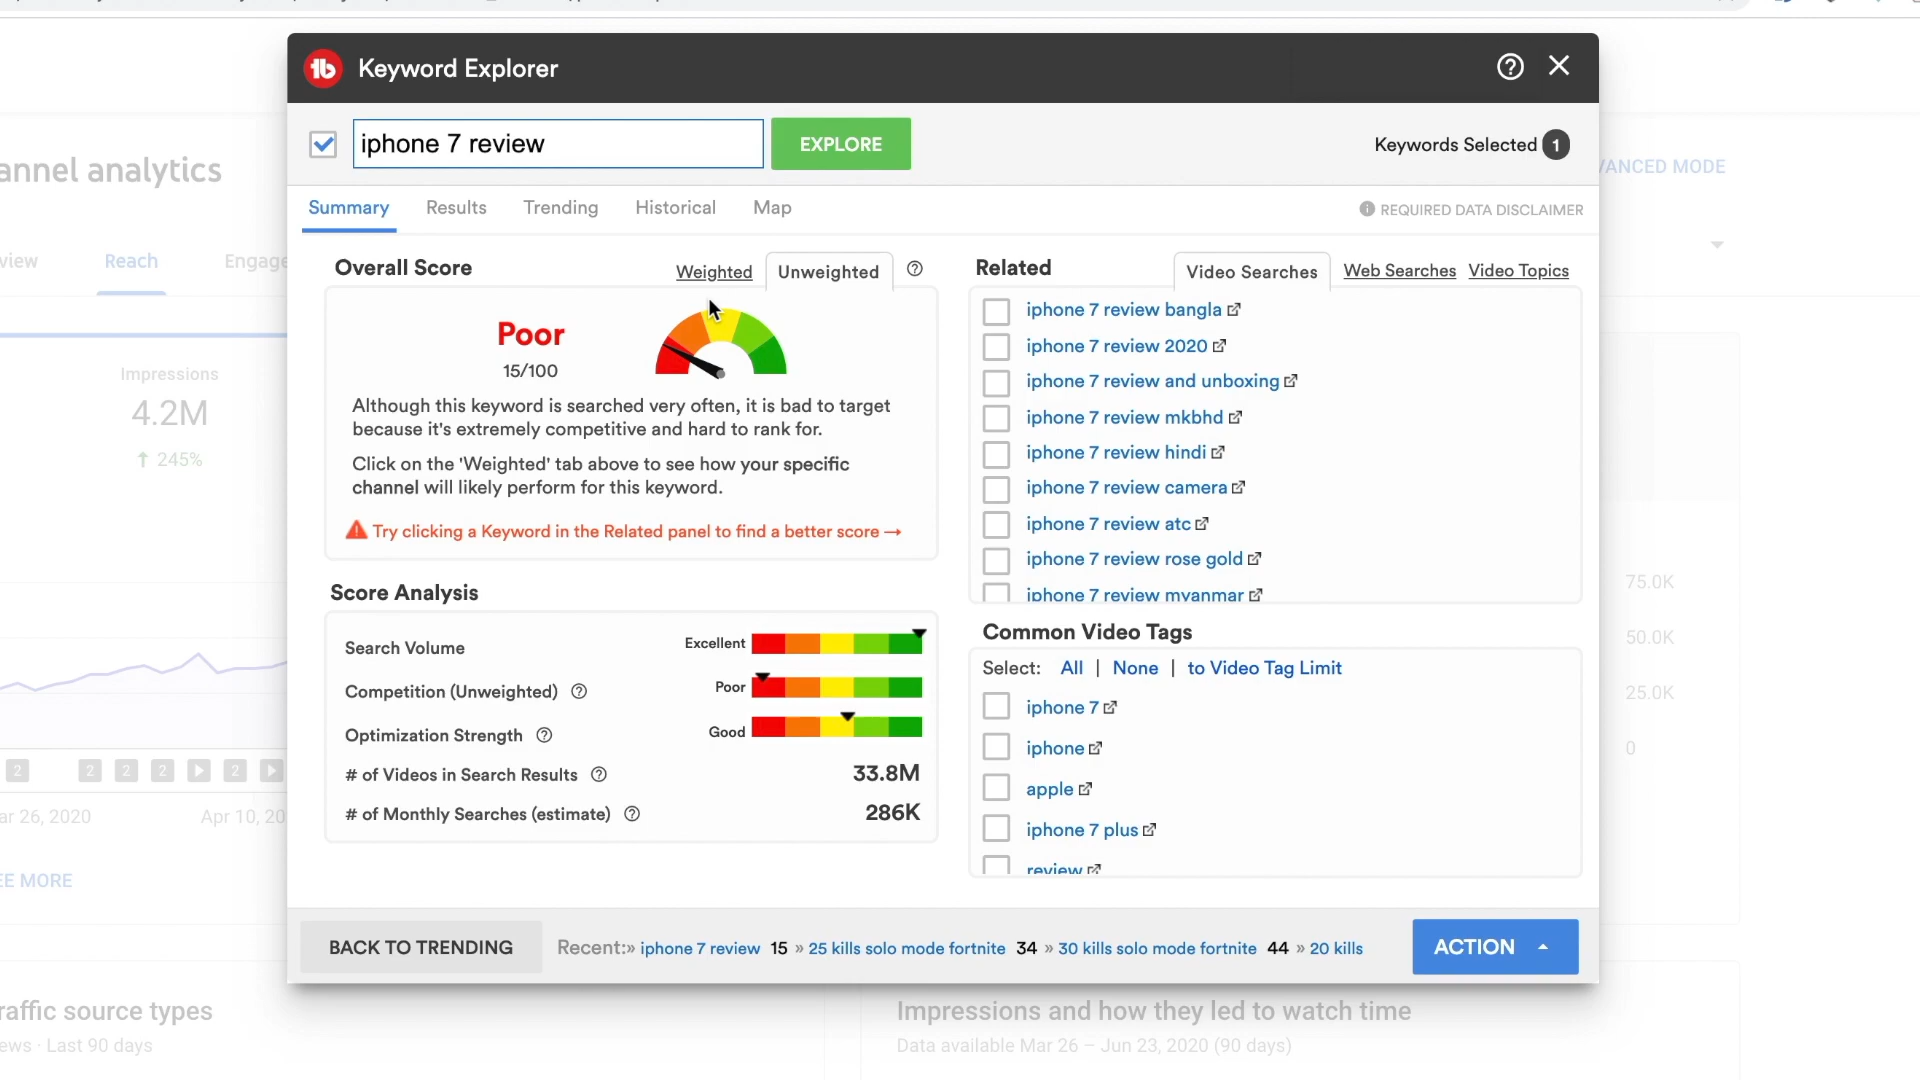 Keyword Explorer
iphone 7 review
EXPLORE
Keywords Selected 1
annel analytics
VANCED MODE
Summary
Results
Trending
Historical
Map
REQUIRED DATA DISCLAIMER
view
Reach
Engage
Overall Score
Weighted
Unweighted
Poor
15/100
Although this keyword is searched very often, it is bad to target
because it's extremely competitive and hard to rank for.
Click on the 'Weighted' tab above to see how your specific
channel will likely perform for this keyword.
Try clicking a Keyword in the Related panel to find a better score →
Related
Video Searches
Web Searches
Video Topics
iphone 7 review bangla
iphone 7 review 2020
iphone 7 review and unboxing
iphone 7 review mkbhd
iphone 7 review hindi
iphone 7 review camera
iphone 7 review atc
iphone 7 review rose gold
iphone 7 review myanmar
Impressions
4.2M
245%
Score Analysis
Search Volume
Excellent
Competition (Unweighted)
Poor
Optimization Strength
Good
# of Videos in Search Results
33.8M
# of Monthly Searches (estimate)
286K
Common Video Tags
Select: All | None | to Video Tag Limit
iphone 7
iphone
apple
iphone 7 plus
review
75.0K
50.0K
25.0K
0
2 2 2 2 2
ar 26, 2020
Apr 10, 20
EE MORE
BACK TO TRENDING
Recent:» iphone 7 review 15 » 25 kills solo mode fortnite 34 » 30 kills solo mode fortnite 44 » 20 kills
ACTION
raffic source types
ews · Last 90 days
Impressions and how they led to watch time
Data available Mar 26 – Jun 23, 2020 (90 days)